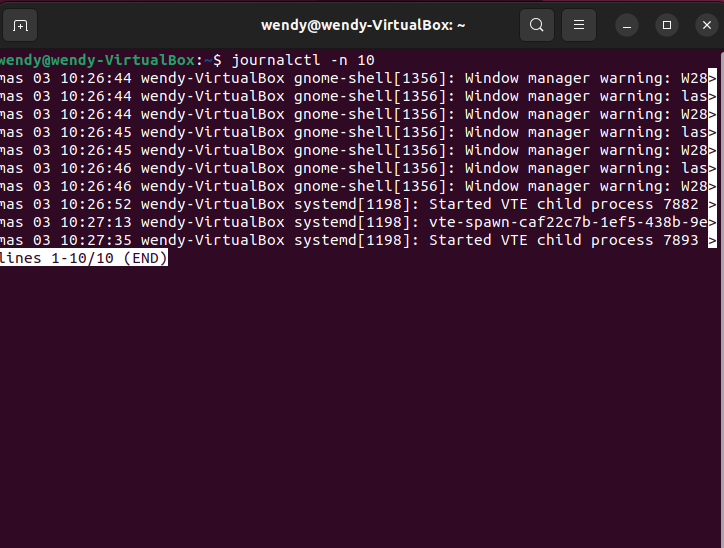 wendy@wendy-VirtualBox: ~
wendy@wendy-VirtualBox:~$ journalctl -n 10
mas 03 10:26:44 wendy-VirtualBox gnome-shell[1356]: Window manager warning: W28>
mas 03 10:26:44 wendy-VirtualBox gnome-shell[1356]: Window manager warning: las>
mas 03 10:26:44 wendy-VirtualBox gnome-shell[1356]: Window manager warning: W28>
mas 03 10:26:45 wendy-VirtualBox gnome-shell[1356]: Window manager warning: las>
mas 03 10:26:45 wendy-VirtualBox gnome-shell[1356]: Window manager warning: W28>
mas 03 10:26:46 wendy-VirtualBox gnome-shell[1356]: Window manager warning: las>
mas 03 10:26:46 wendy-VirtualBox gnome-shell[1356]: Window manager warning: W28>
mas 03 10:26:52 wendy-VirtualBox systemd[1198]: Started VTE child process 7882 >
mas 03 10:27:13 wendy-VirtualBox systemd[1198]: vte-spawn-caf22c7b-1ef5-438b-9e>
mas 03 10:27:35 wendy-VirtualBox systemd[1198]: Started VTE child process 7893 >
lines 1-10/10 (END)